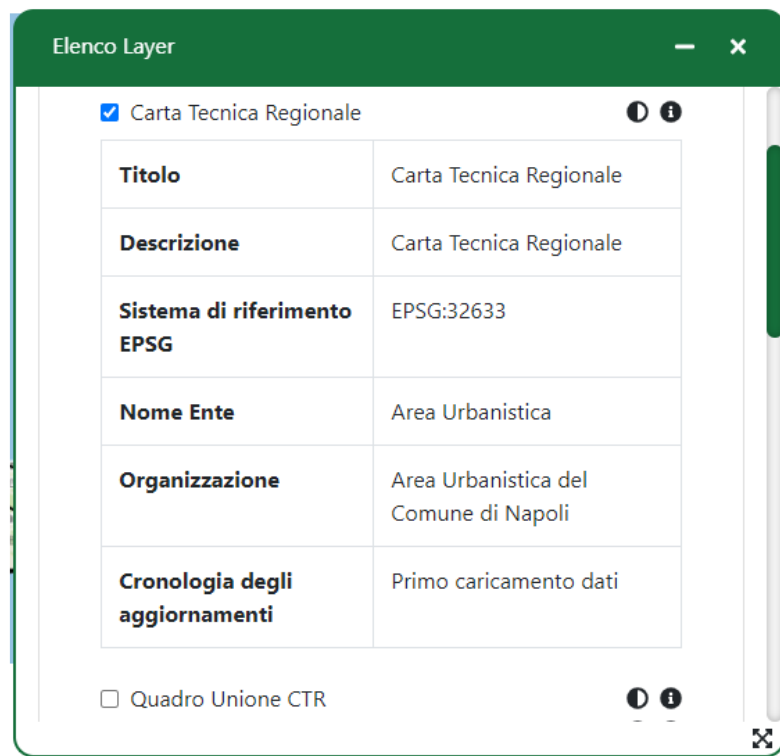 Elenco Layer
Carta Tecnica Regionale
Titolo
Carta Tecnica Regionale
Descrizione
Carta Tecnica Regionale
Sistema di riferimento
EPSG
EPSG:32633
Nome Ente
Area Urbanistica
Organizzazione
Area Urbanistica del
Comune di Napoli
Cronologia degli
aggiornamenti
Primo caricamento dati
Quadro Unione CTR